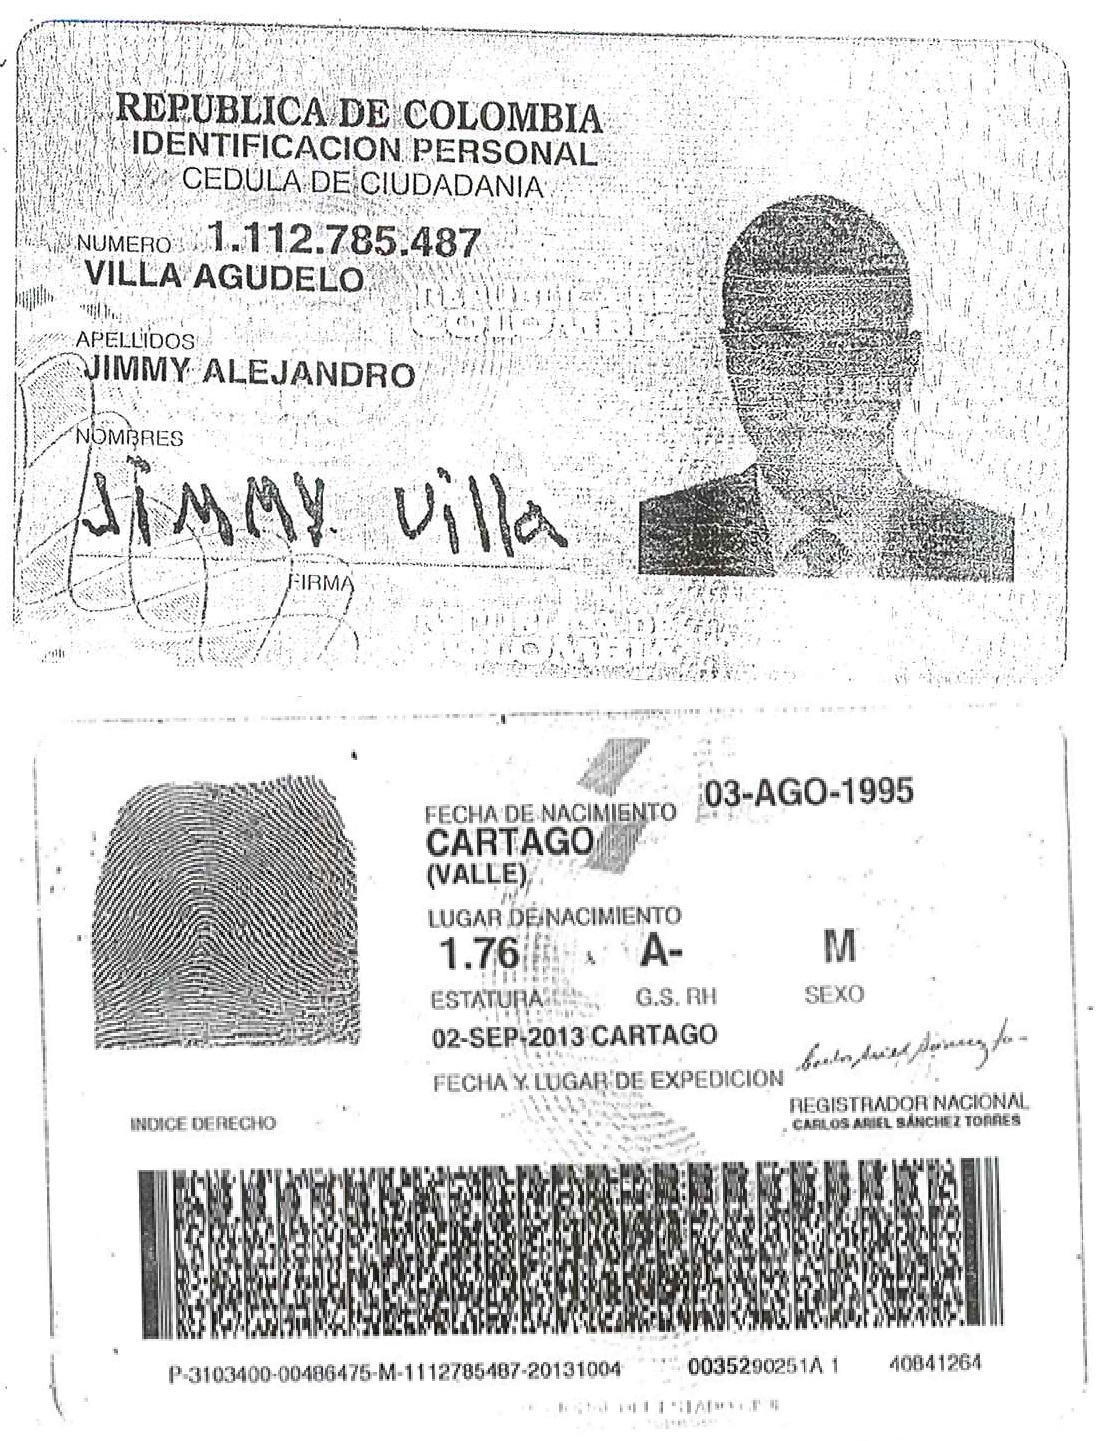 REPUBLICA DE COLOMBIA
IDENTIFICACION PERSONAL
CEDULA DE CIUDADANIA
NUMERO 1.112.785.487
VILLA AGUDELO
APELLIDOS
JIMMY ALEJANDRO
NOMBRES
Jimmy Villa
FIRMA
FECHA DE NACIMIENTO 03-AGO-1995
CARTAGO
(VALLE)
LUGAR DE NACIMIENTO
1.76 A- M
ESTATURA G.S. RH SEXO
02-SEP-2013 CARTAGO
FECHA Y LUGAR DE EXPEDICION
REGISTRADOR NACIONAL
CARLOS ARIEL SÁNCHEZ TORRES
INDICE DERECHO
P-3103400-00486475-M-1112785487-20131004 0035290251A 1 40841264